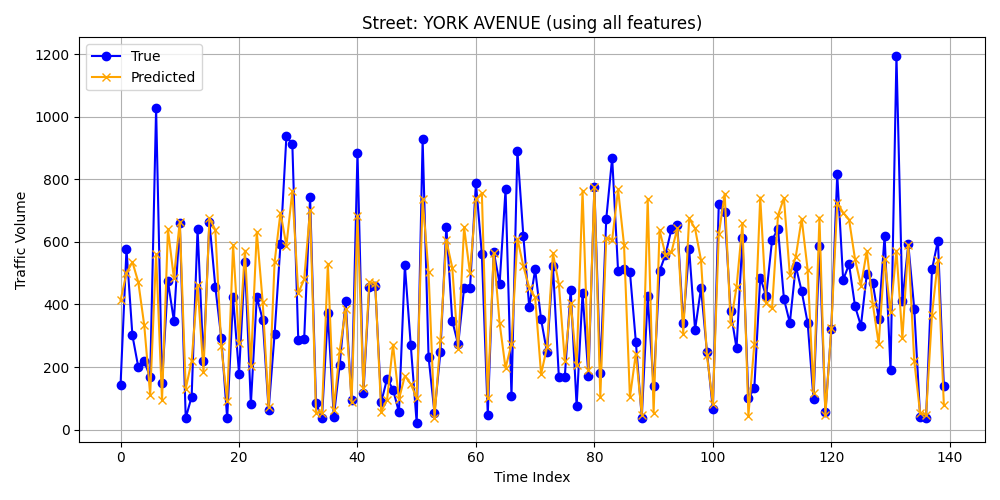 Street: YORK AVENUE (using all features)
True
Predicted
Traffic Volume
1200
1000
800
600
400
200
0
0 20 40 60 80 100 120 140
Time Index